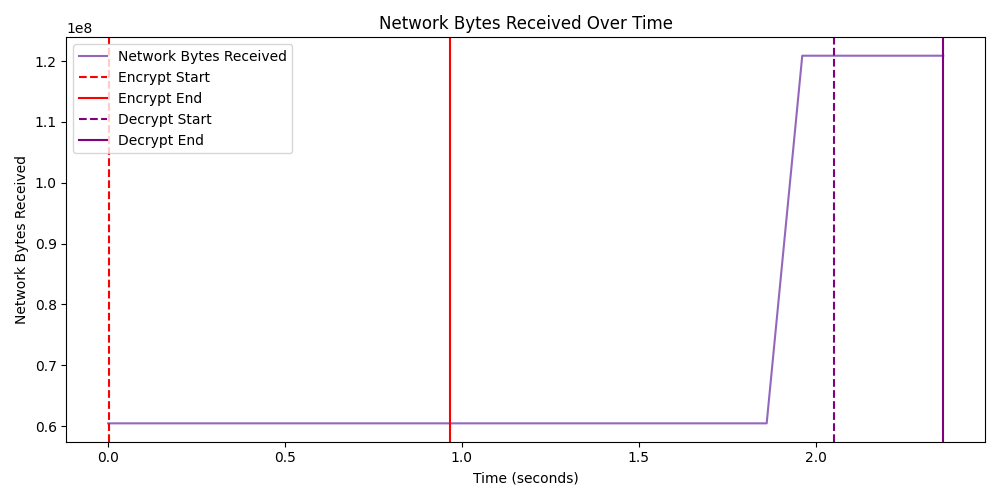 Network Bytes Received Over Time
1e8
Network Bytes Received
Encrypt Start
Encrypt End
Decrypt Start
Decrypt End
1.2
1.1
1.0
0.9
0.8
0.7
0.6
Network Bytes Received
0.0
0.5
1.0
1.5
2.0
Time (seconds)